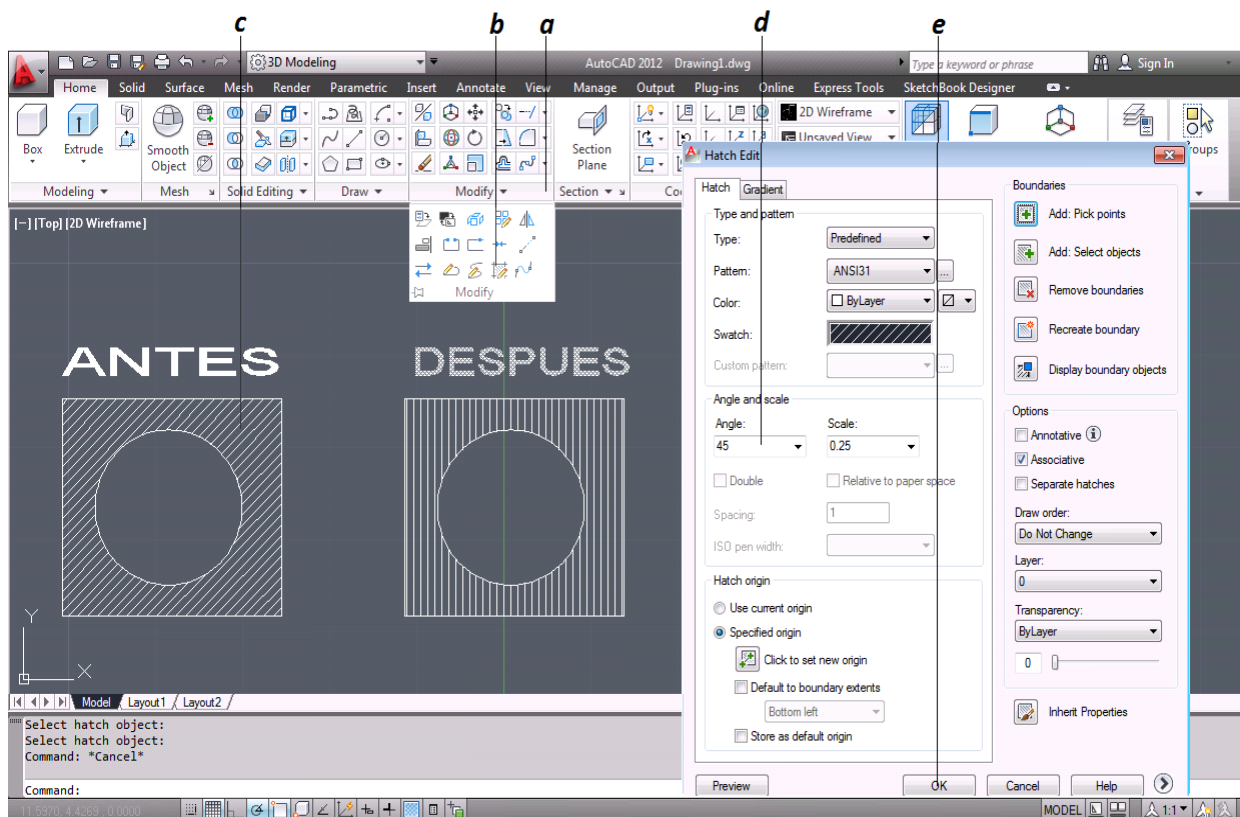 c b a d e
3D Modeling AutoCAD 2012 Drawing1.dwg Type a keyword or phrase Sign In
Home Solid Surface Mesh Render Parametric Insert Annotate View Manage Output Plug-ins Online Express Tools SketchBook Designer
2D Wireframe
Unsaved View
Box Extrude Smooth Object Section Plane
Modeling Mesh Solid Editing Draw Modify Section Coo
roups
[−] [Top] [2D Wireframe]
Modify
ANTES DESPUES
Y
X
Model Layout1 Layout2
Select hatch object:
Select hatch object:
Command: *Cancel*
Command:
MODEL 1:1
Hatch Edit
Hatch Gradient
Type and pattern
Type: Predefined
Pattern: ANSI31 ...
Color: ByLayer
Swatch:
Custom pattern: ...
Angle and scale
Angle: Scale:
45 0.25
Double Relative to paper space
Spacing: 1
ISO pen width:
Hatch origin
Use current origin
Specified origin
Click to set new origin
Default to boundary extents
Bottom left
Store as default origin
Boundaries
Add: Pick points
Add: Select objects
Remove boundaries
Recreate boundary
Display boundary objects
Options
Annotative
Associative
Separate hatches
Draw order:
Do Not Change
Layer:
0
Transparency:
ByLayer
0
Inherit Properties
Preview OK Cancel Help